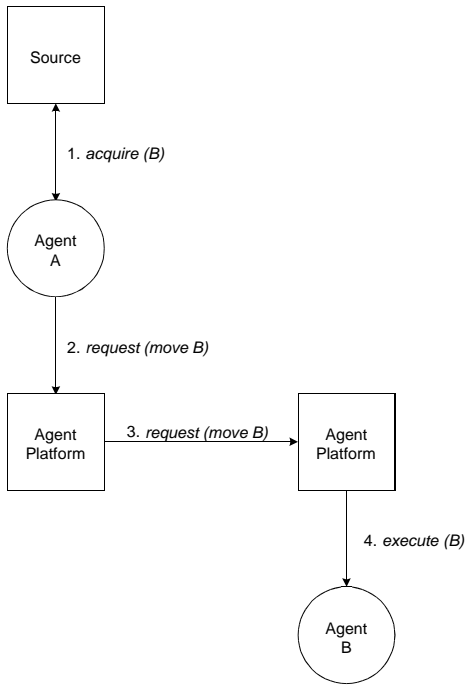 Source
1. acquire (B)
Agent
A
2. request (move B)
Agent
Platform
3. request (move B)
Agent
Platform
4. execute (B)
Agent
B